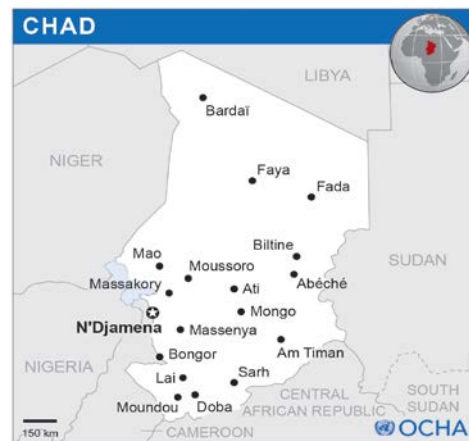 CHAD
LIBYA
Bardaï
NIGER
Faya
Fada
Biltine
SUDAN
Mao
Moussoro
Abéché
Massakory
Ati
Mongo
N'Djamena
Massenya
Am Timan
Bongor
NIGERIA
Lai
Sarh
CENTRAL
AFRICAN REPUBLIC
SOUTH
SUDAN
Moundou
Doba
150 km
CAMEROON
OCHA